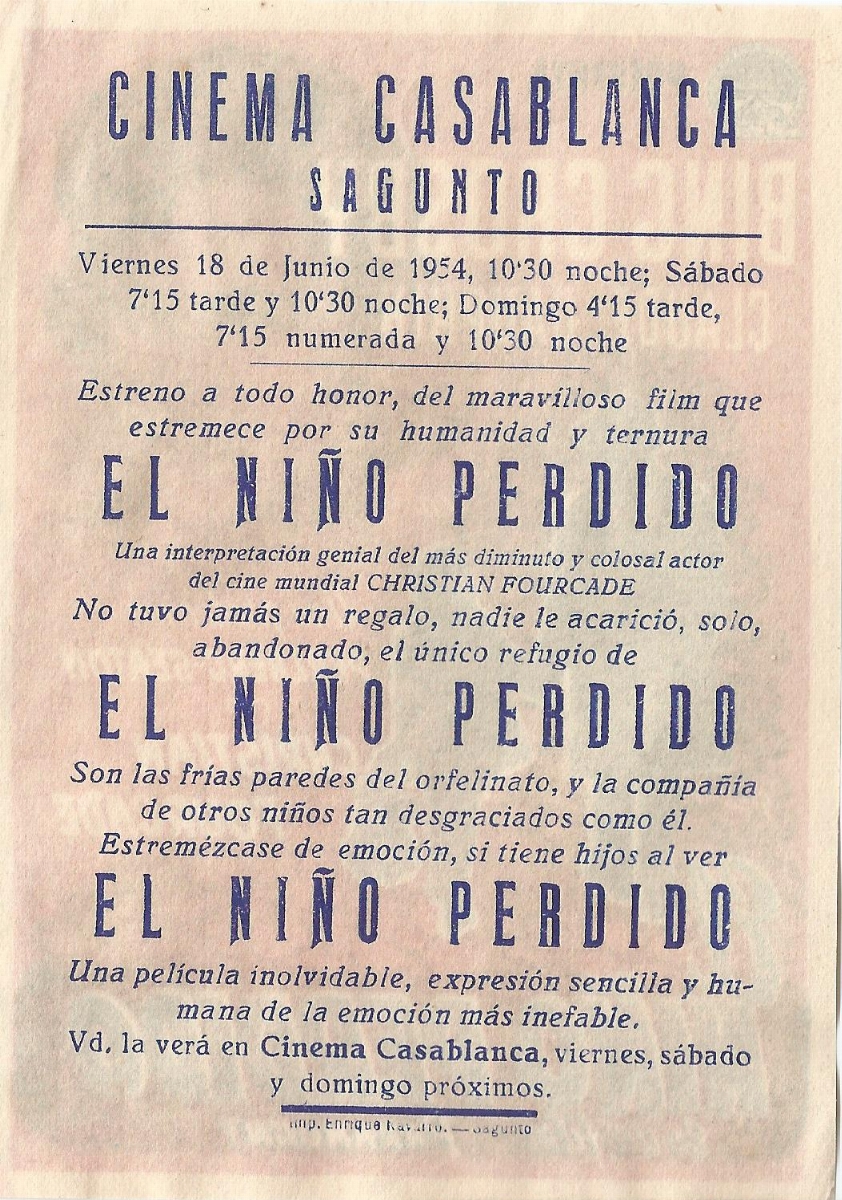 CINEMA CASABLANCA
SAGUNTO
Viernes 18 de Junio de 1954, 10'30 noche; Sábado
7'15 tarde y 10'30 noche; Domingo 4'15 tarde,
7'15 numerada y 10'30 noche
Estreno a todo honor, del maravílloso film que
estremece por su humanidad y ternura
EL NIÑO PERDIDO
Una interpretación genial del más diminuto y colosal actor
del cine mundial CHRISTIAN FOURCADE
No tuvo jamás un regalo, nadie le acarició, solo,
abandonado, el único refugio de
EL NIÑO PERDIDO
Son las frías paredes del orfelinato, y la compañía
de otros niños tan desgraciados como él.
Estremézcase de emoción, si tiene hijos al ver
EL NIÑO PERDIDO
Una película inolvidable, expresión sencilla y hu-
mana de la emoción más inefable.
Vd. la verá en Cinema Casablanca, viernes, sábado
y domingo próximos.
Imp. Enrique Navarro. — Sagunto